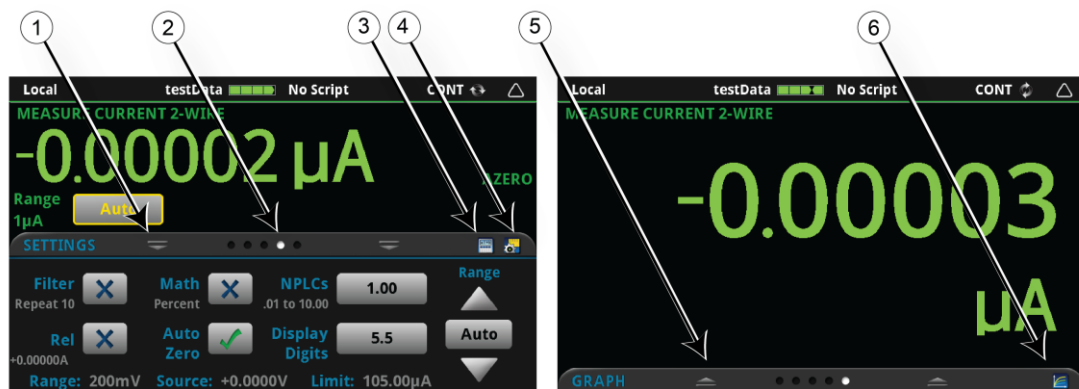 1 2 3 4 5 6
Local testData No Script CONT
MEASURE CURRENT 2-WIRE
-0.00002 µA
AZERO
Range
1µA Auto
SETTINGS
Filter Math NPLCs 1.00 Range
Repeat 10 Percent .01 to 10.00
Rel Auto Zero Display Digits 5.5 Auto
+0.00000A
Range: 200mV Source: +0.0000V Limit: 105.00µA
Local testData No Script CONT
MEASURE CURRENT 2-WIRE
-0.00003
µA
GRAPH